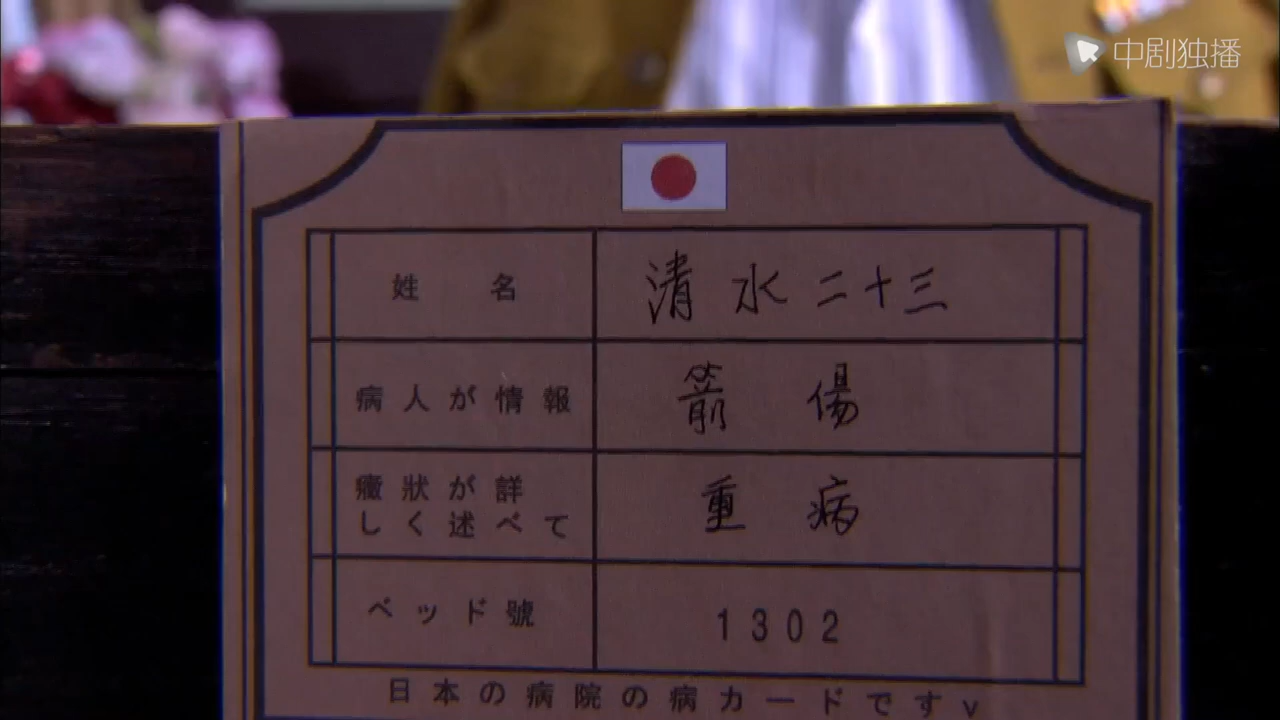 中剧独播
姓名
清水二十三
病人が情報
箭傷
癥狀が詳
しく述べて
重病
ベッド號
1302
日本の病院の病カードですv